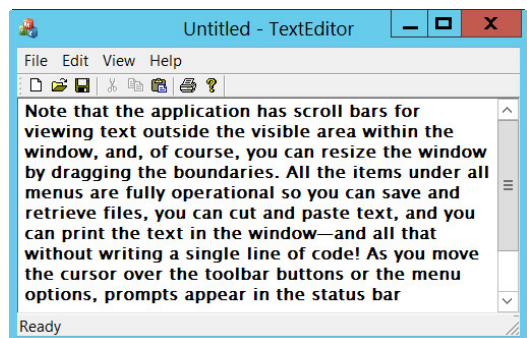 Untitled - TextEditor
File Edit View Help
Note that the application has scroll bars for
viewing text outside the visible area within the
window, and, of course, you can resize the window
by dragging the boundaries. All the items under all
menus are fully operational so you can save and
retrieve files, you can cut and paste text, and you
can print the text in the window—and all that
without writing a single line of code! As you move
the cursor over the toolbar buttons or the menu
options, prompts appear in the status bar
Ready